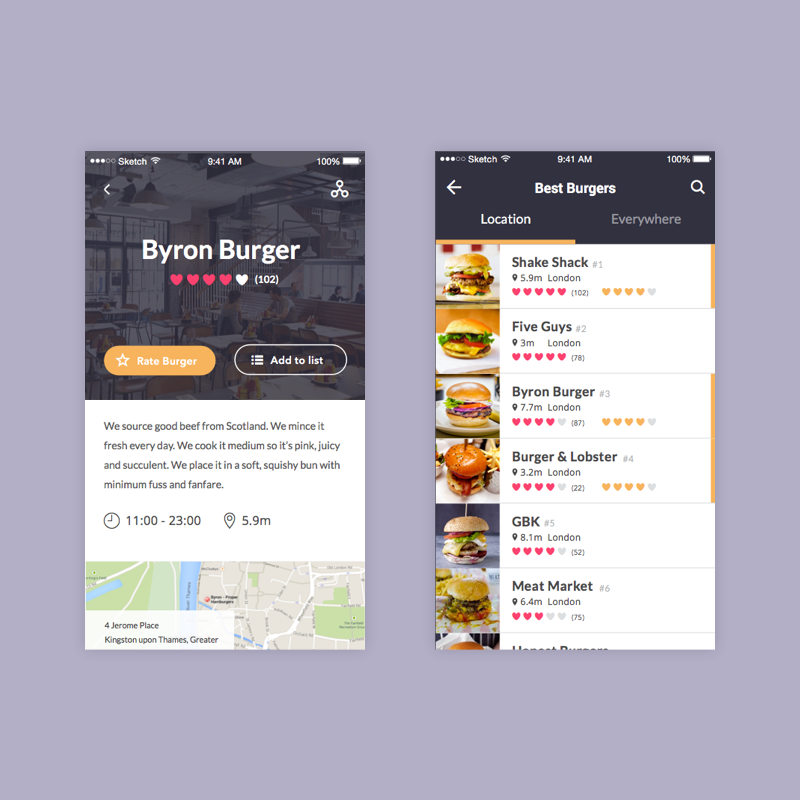 Sketch 9:41 AM 100%
Byron Burger
(102)
Rate Burger
Add to list
We source good beef from Scotland. We mince it
fresh every day. We cook it medium so it's pink, juicy
and succulent. We place it in a soft, squishy bun with
minimum fuss and fanfare.
11:00 - 23:00 5.9m
Byron - Proper
Hamburgers
4 Jerome Place
Kingston upon Thames, Greater
Sketch 9:41 AM 100%
Best Burgers
Location Everywhere
Shake Shack #1
5.9m London
(102)
Five Guys #2
3m London
(78)
Byron Burger #3
7.7m London
(87)
Burger & Lobster #4
3.2m London
(22)
GBK #5
8.1m London
(52)
Meat Market #6
6.4m London
(75)
Honest Burgers